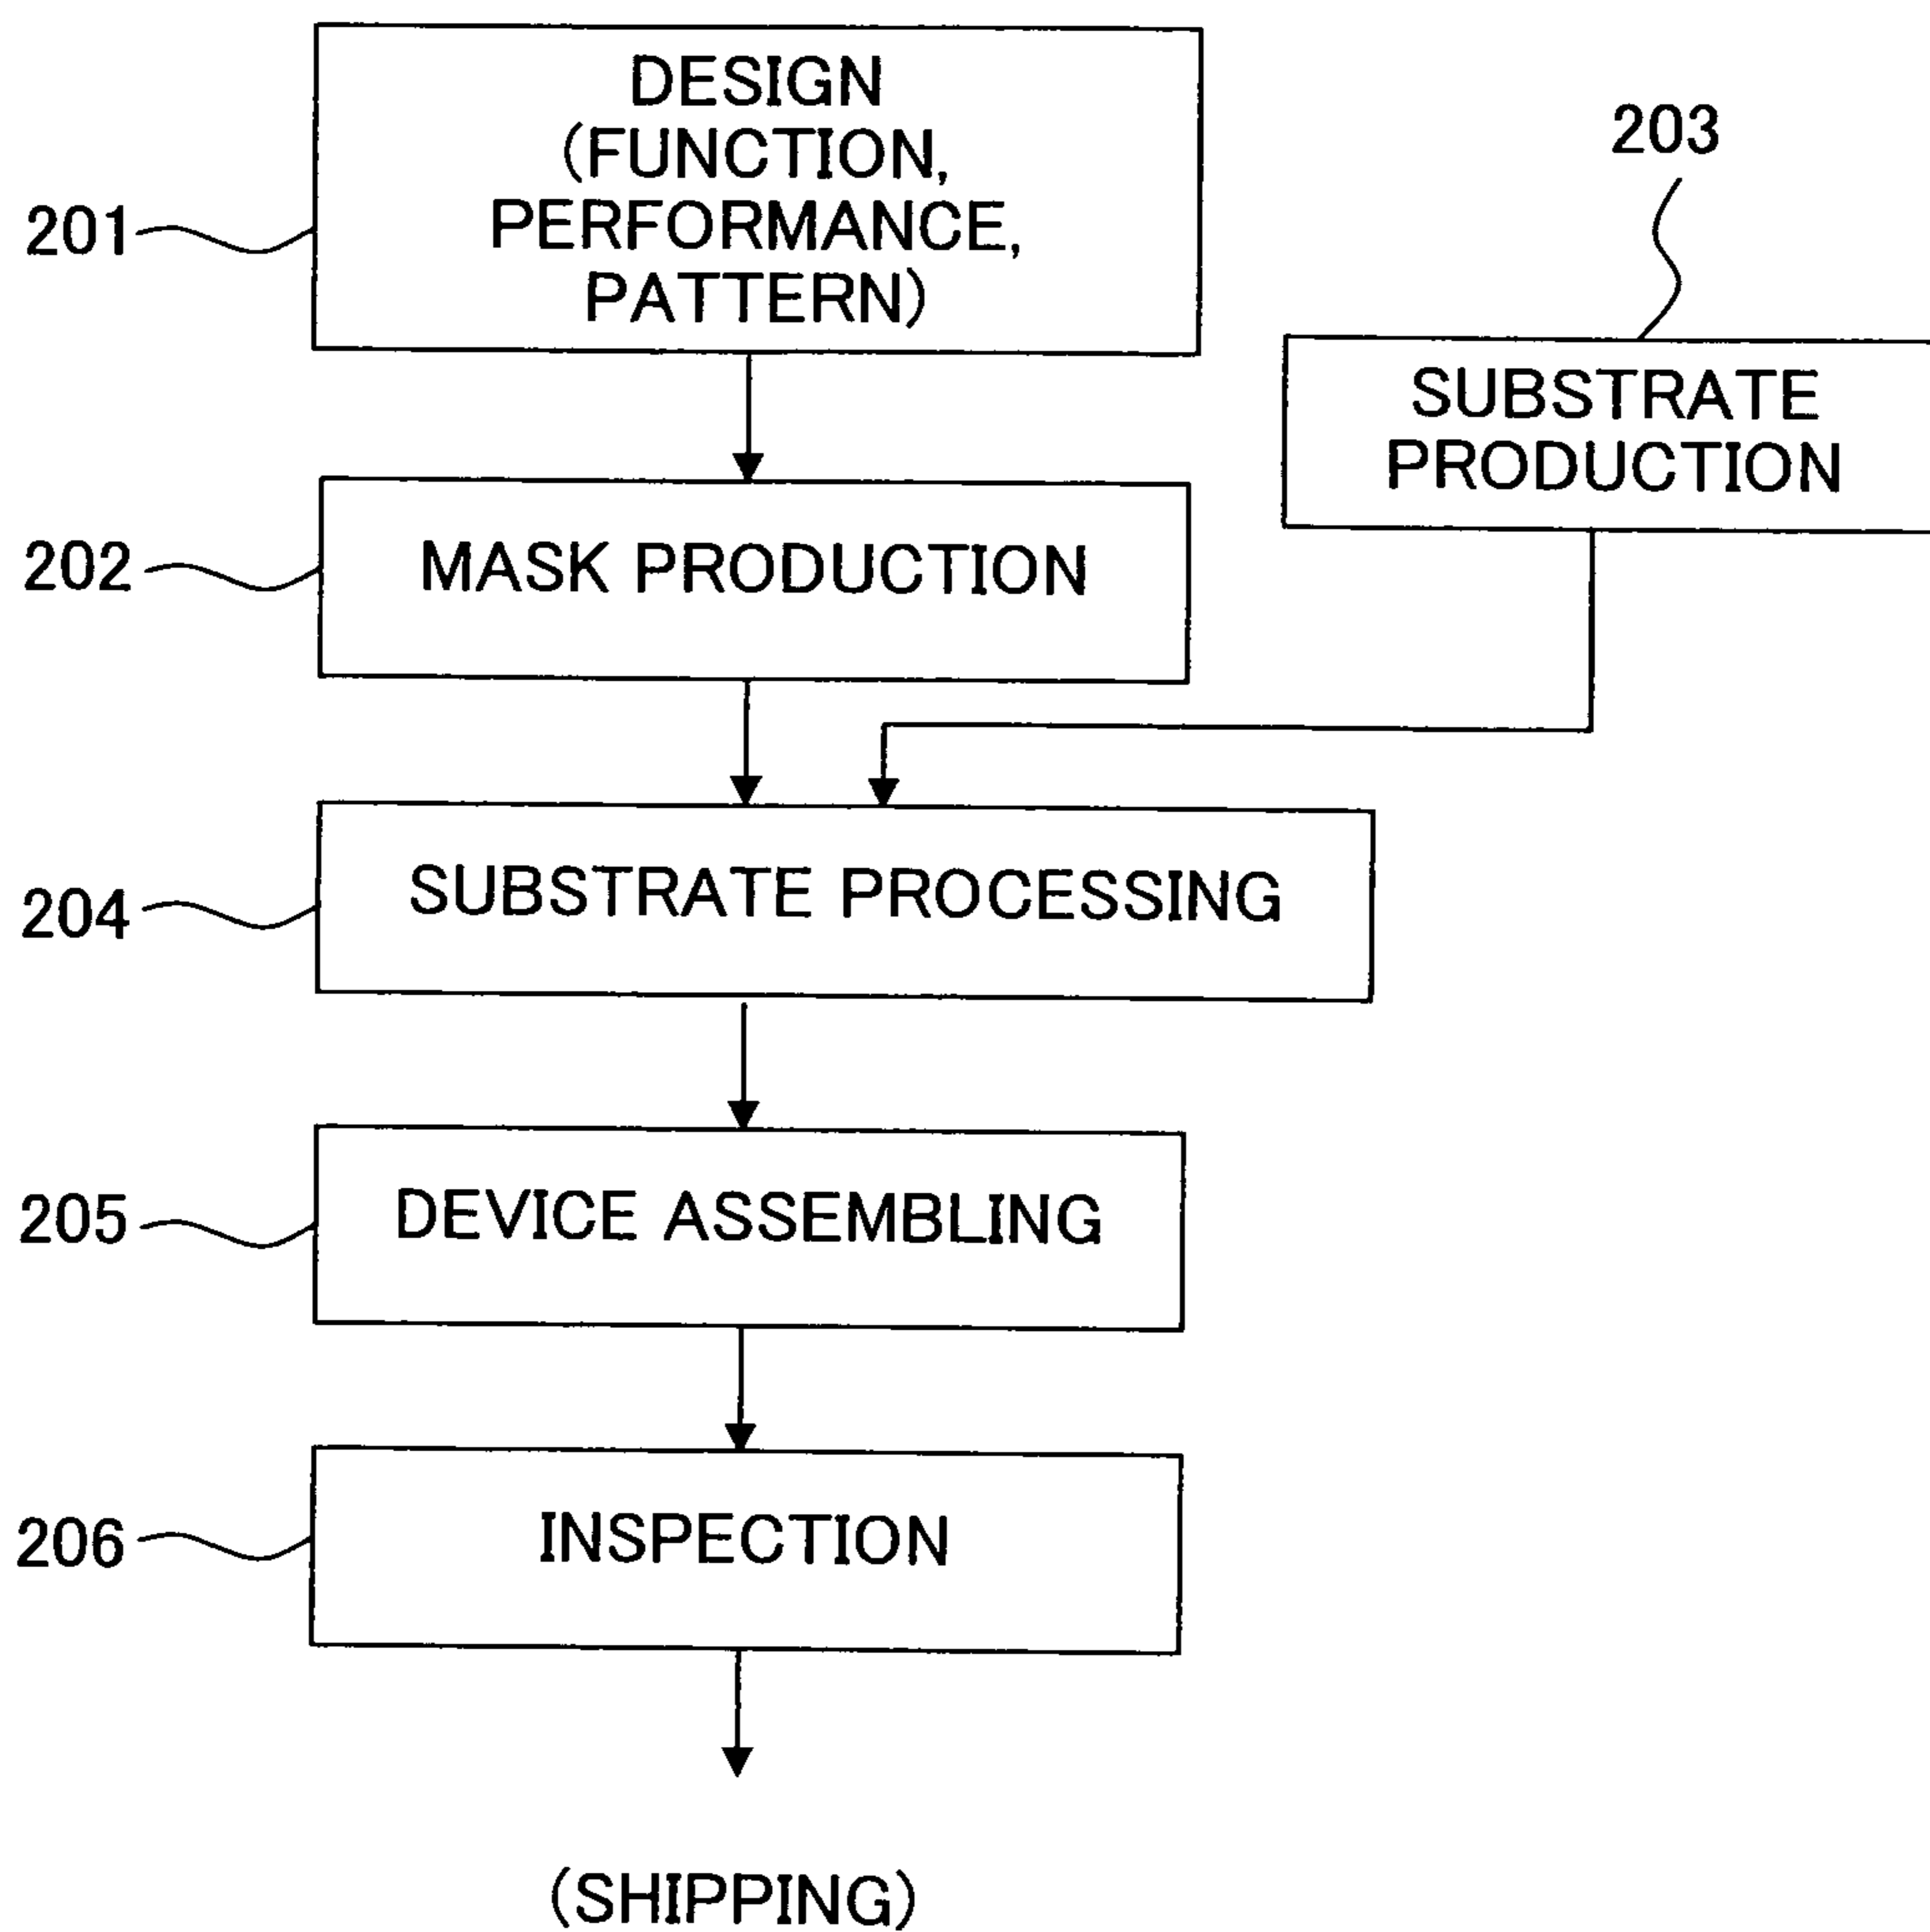 DESIGN
(FUNCTION,
PERFORMANCE,
PATTERN)
201
203
SUBSTRATE
PRODUCTION
202
MASK PRODUCTION
204
SUBSTRATE PROCESSING
205
DEVICE ASSEMBLING
206
INSPECTION
(SHIPPING)